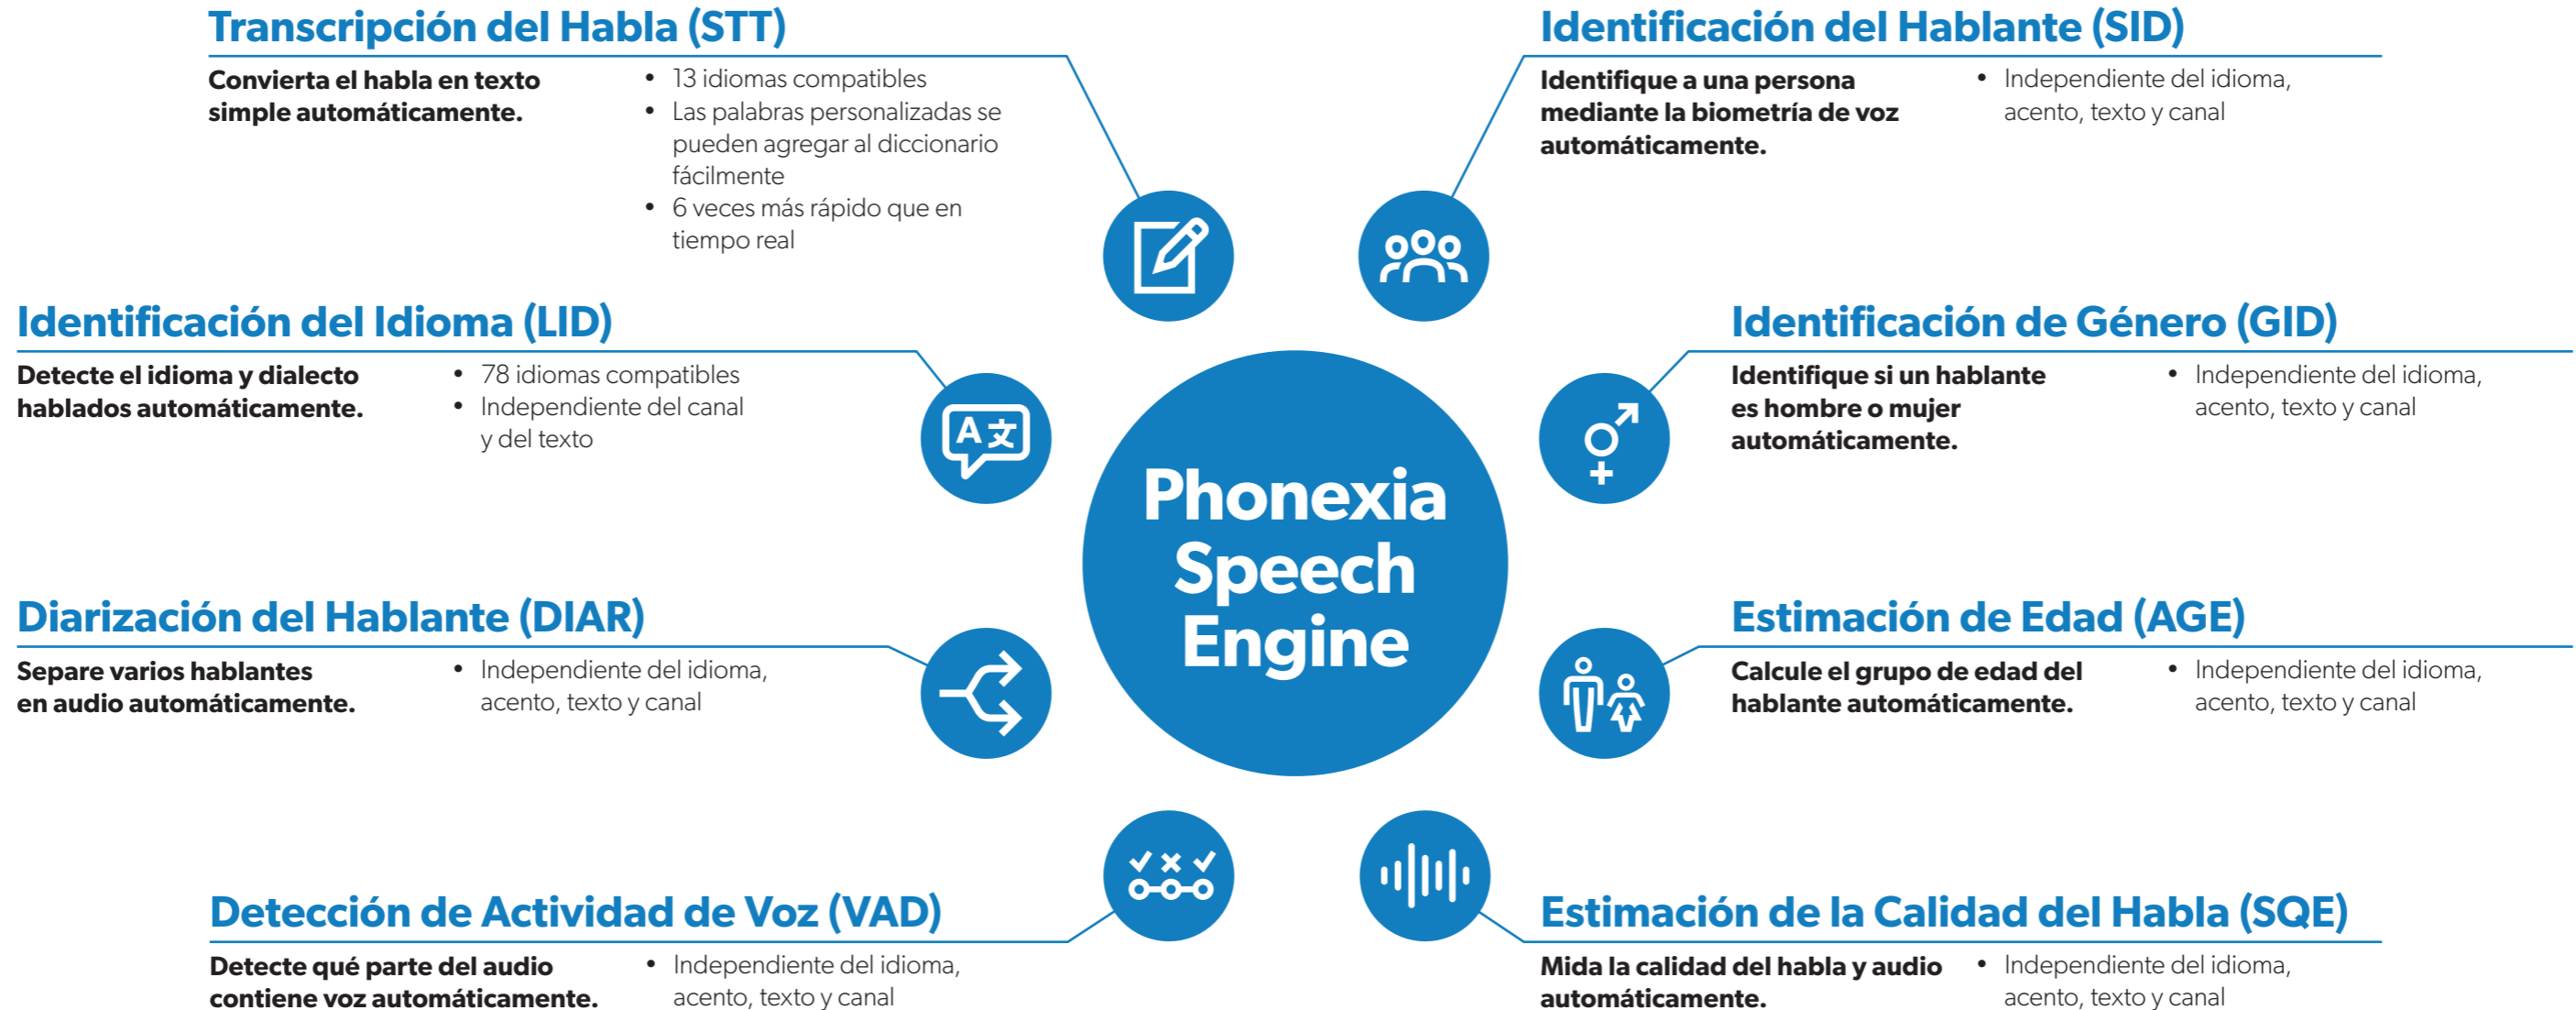 Transcripción del Habla (STT)
Convierta el habla en texto
simple automáticamente.
• 13 idiomas compatibles
• Las palabras personalizadas se
pueden agregar al diccionario
fácilmente
• 6 veces más rápido que en
tiempo real
Identificación del Hablante (SID)
Identifique a una persona
mediante la biometría de voz
automáticamente.
• Independiente del idioma,
acento, texto y canal
Identificación del Idioma (LID)
Detecte el idioma y dialecto
hablados automáticamente.
• 78 idiomas compatibles
• Independiente del canal
y del texto
A文
Identificación de Género (GID)
Identifique si un hablante
es hombre o mujer
automáticamente.
• Independiente del idioma,
acento, texto y canal
Phonexia
Speech
Engine
Diarización del Hablante (DIAR)
Separe varios hablantes
en audio automáticamente.
• Independiente del idioma,
acento, texto y canal
Estimación de Edad (AGE)
Calcule el grupo de edad del
hablante automáticamente.
• Independiente del idioma,
acento, texto y canal
Detección de Actividad de Voz (VAD)
Detecte qué parte del audio
contiene voz automáticamente.
• Independiente del idioma,
acento, texto y canal
Estimación de la Calidad del Habla (SQE)
Mida la calidad del habla y audio
automáticamente.
• Independiente del idioma,
acento, texto y canal